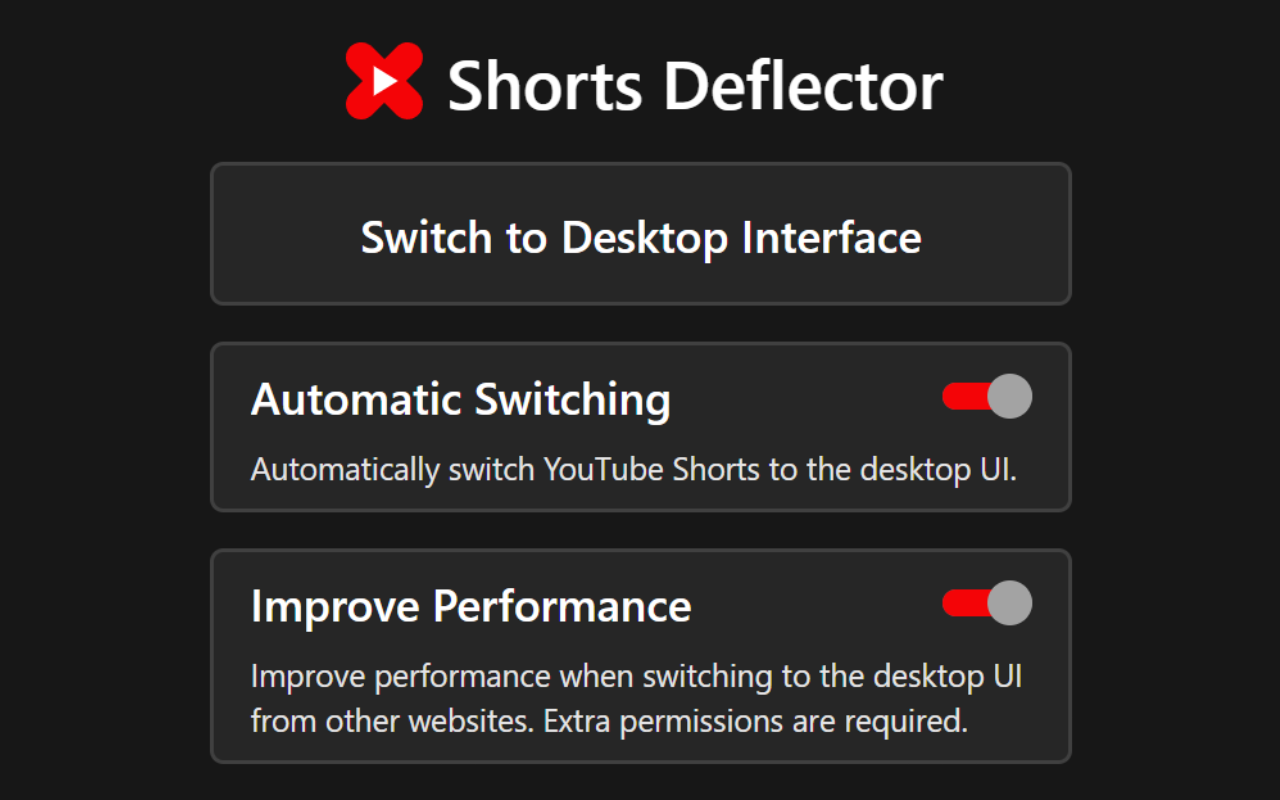 Shorts Deflector
Switch to Desktop Interface
Automatic Switching
Automatically switch YouTube Shorts to the desktop UI.
Improve Performance
Improve performance when switching to the desktop UI
from other websites. Extra permissions are required.